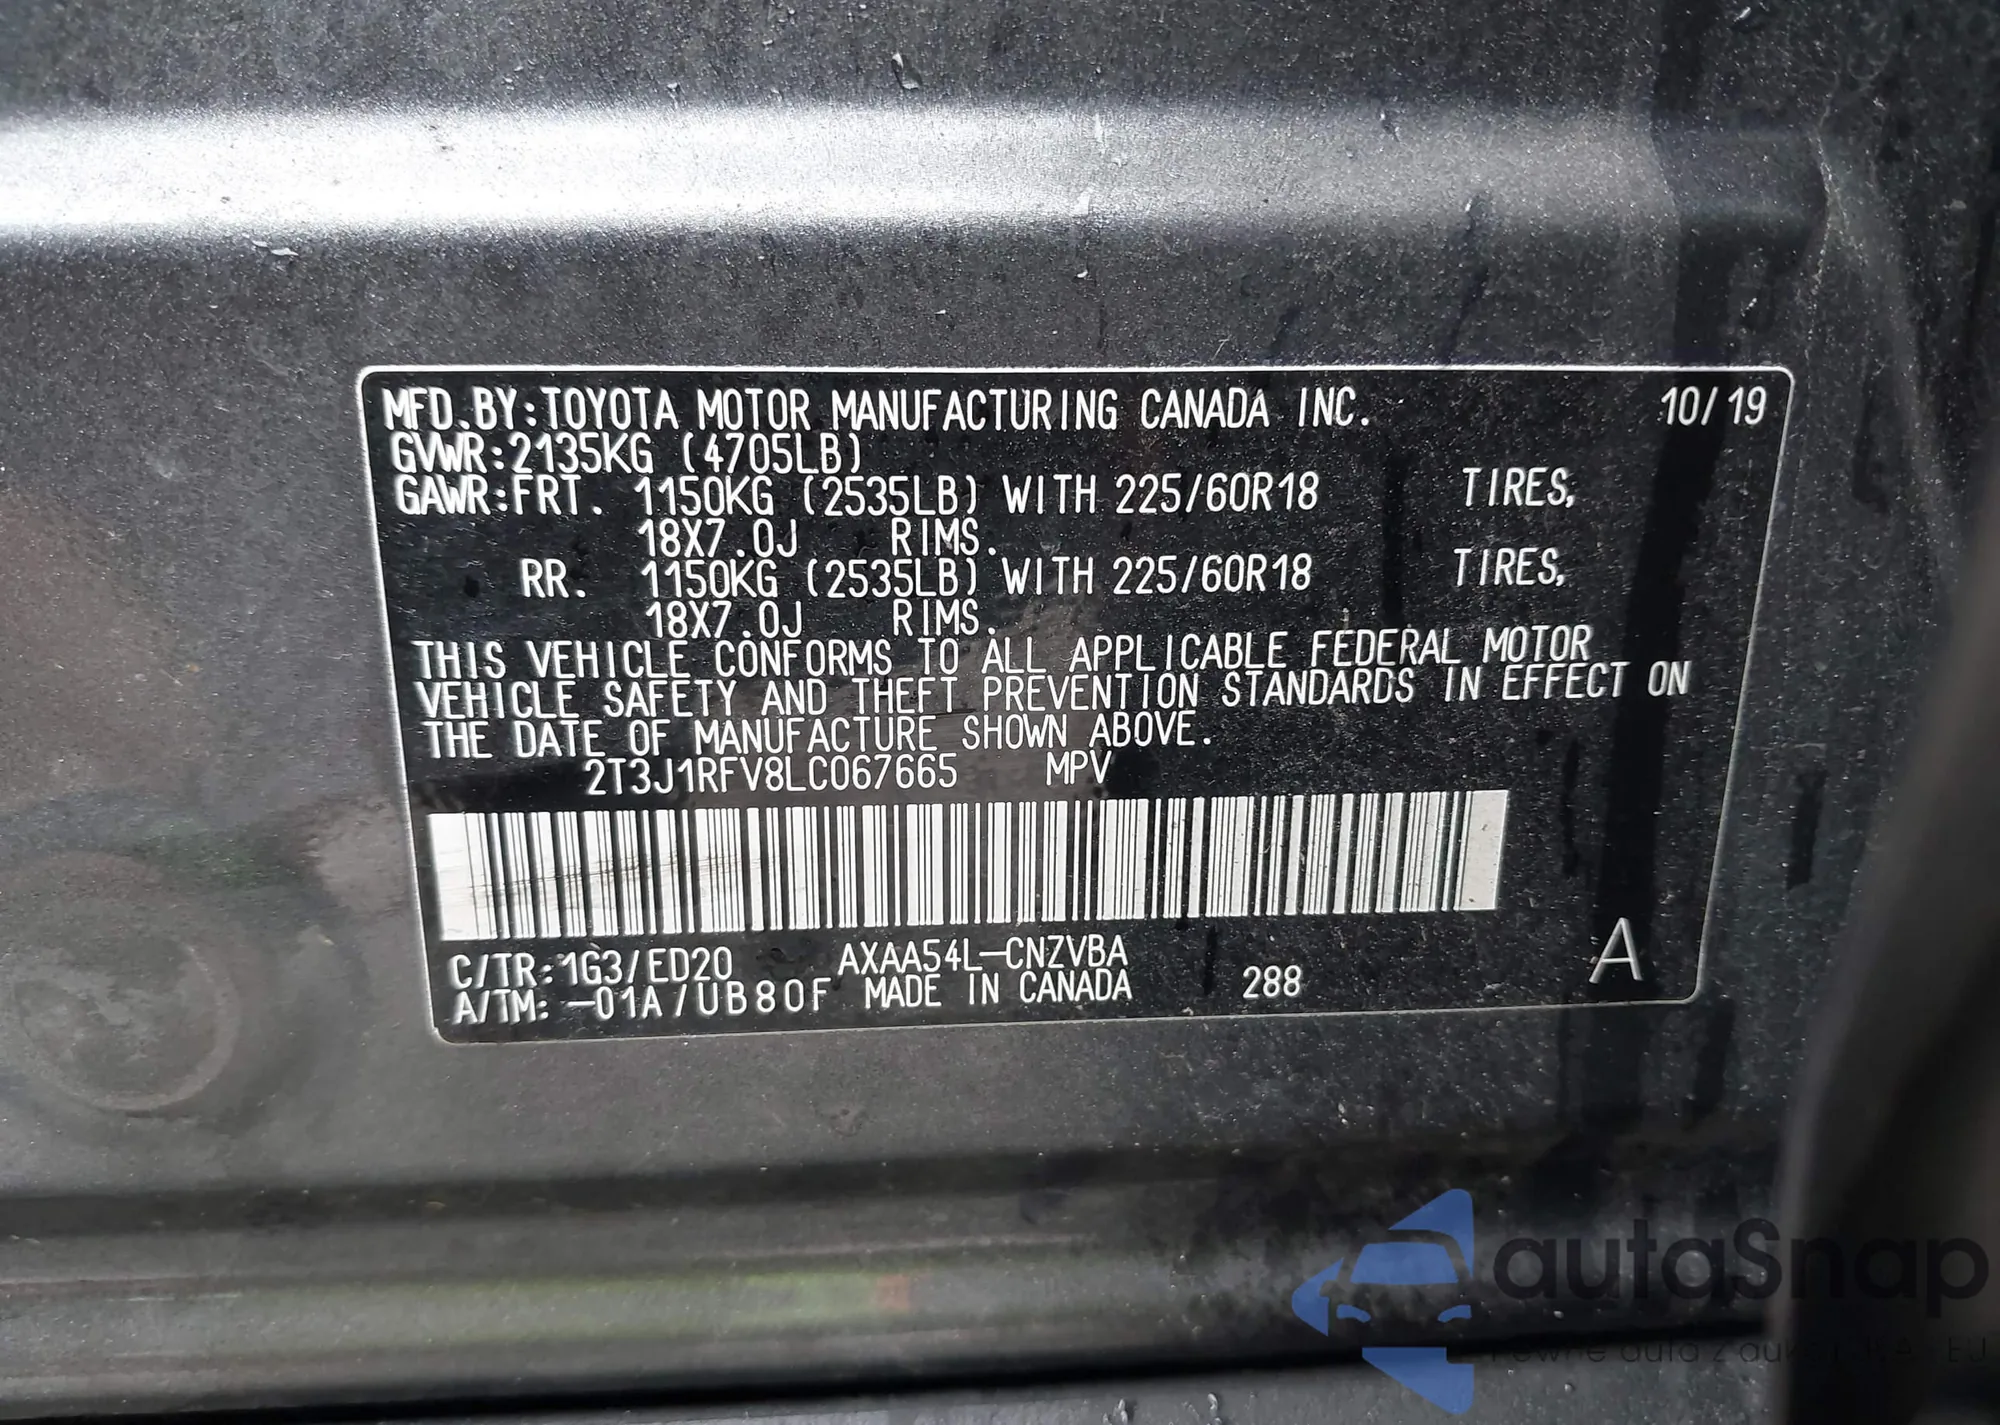 MFD.BY:TOYOTA MOTOR MANUFACTURING CANADA INC. 10/19
GVWR:2135KG (4705LB)
GAWR:FRT. 1150KG (2535LB) WITH 225/60R18 TIRES,
18X7.0J RIMS.
RR. 1150KG (2535LB) WITH 225/60R18 TIRES,
18X7.0J RIMS.
THIS VEHICLE CONFORMS TO ALL APPLICABLE FEDERAL MOTOR
VEHICLE SAFETY AND THEFT PREVENTION STANDARDS IN EFFECT ON
THE DATE OF MANUFACTURE SHOWN ABOVE.
2T3J1RFV8LC067665 MPV
C/TR:1G3/ED20 AXAA54L-CNZVBA
A/TM:-01A/UB80F MADE IN CANADA 288 A
autaSnap
auta z